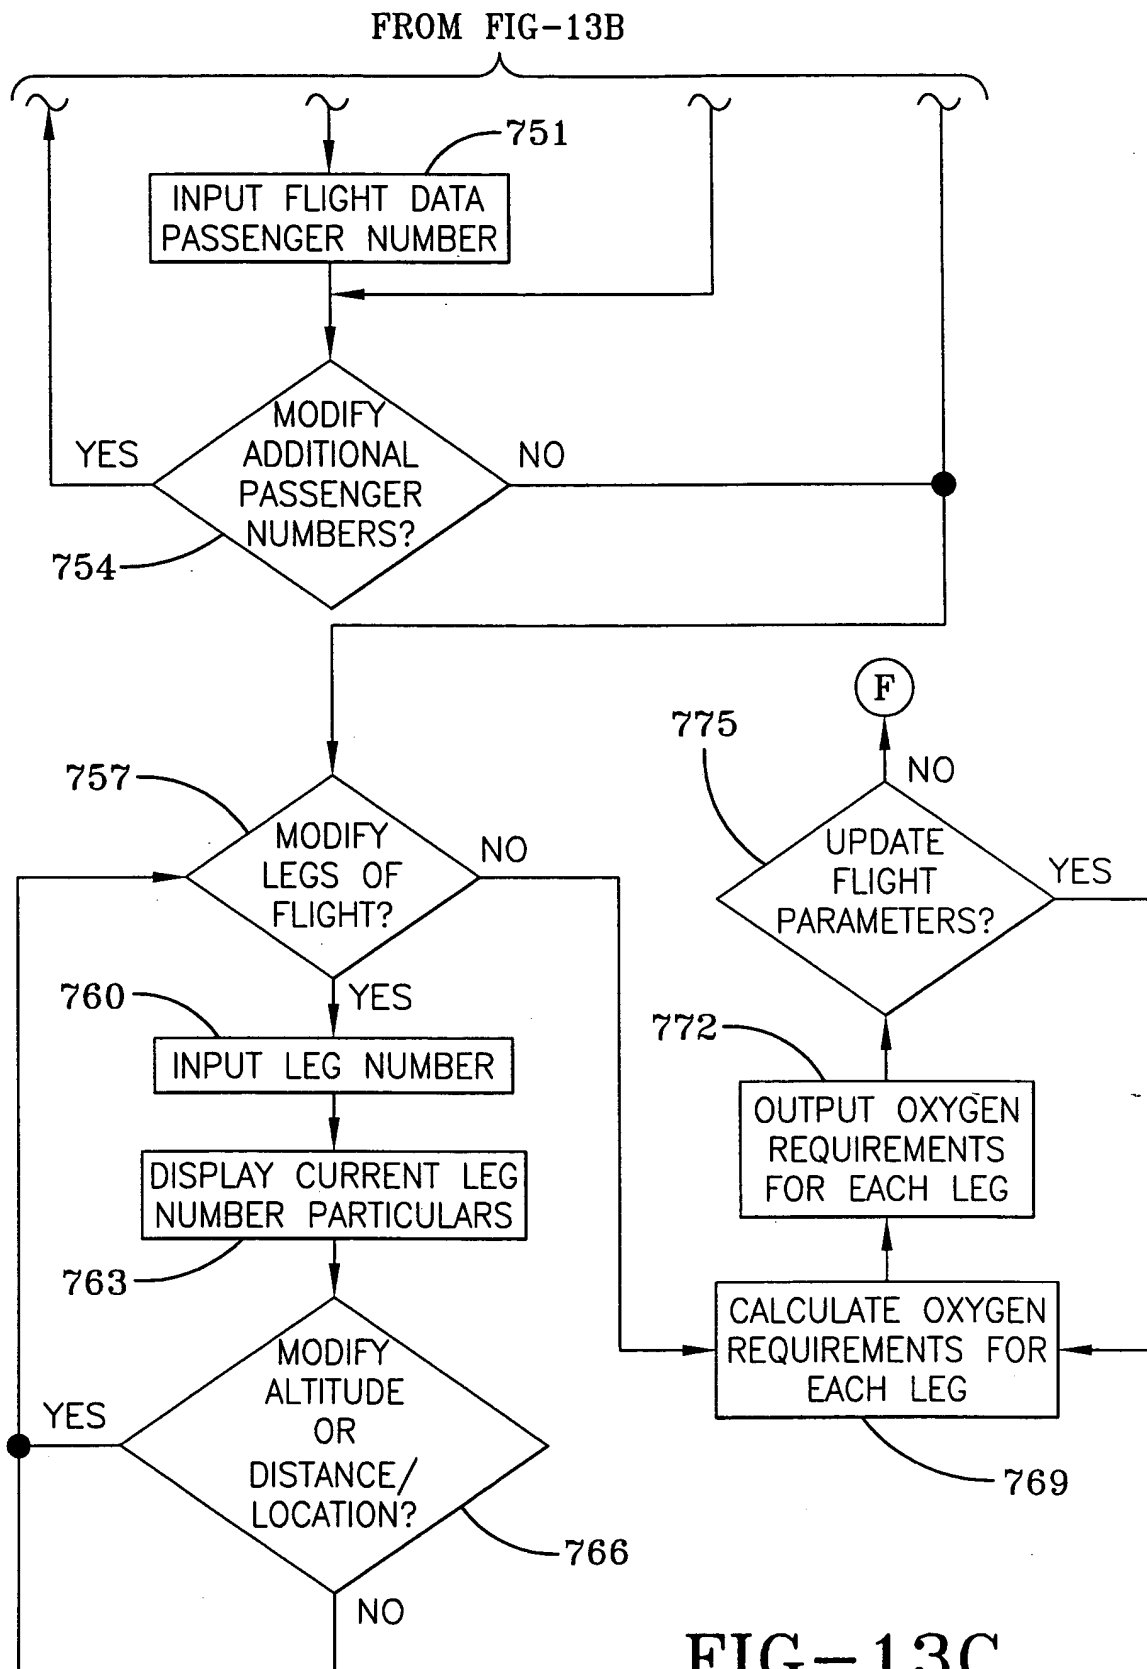 FROM FIG-13B
751
INPUT FLIGHT DATA
PASSENGER NUMBER
MODIFY
ADDITIONAL
PASSENGER
NUMBERS?
YES
NO
754
757
MODIFY
LEGS OF
FLIGHT?
NO
YES
760
INPUT LEG NUMBER
DISPLAY CURRENT LEG
NUMBER PARTICULARS
763
MODIFY
ALTITUDE
OR
DISTANCE/
LOCATION?
YES
NO
766
F
775
NO
UPDATE
FLIGHT
PARAMETERS?
YES
772
OUTPUT OXYGEN
REQUIREMENTS
FOR EACH LEG
CALCULATE OXYGEN
REQUIREMENTS FOR
EACH LEG
769
FIG-13C